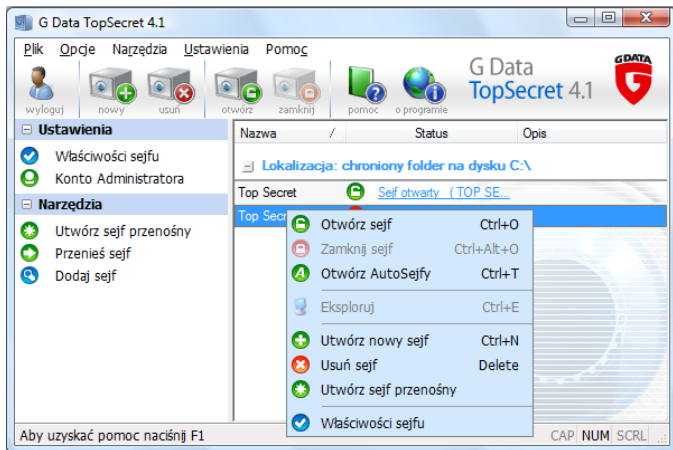 G Data TopSecret 4.1
Plik Opcje Narzędzia Ustawienia Pomoc
wyloguj nowy usuń otwórz zamknij pomoc o programie
G Data
TopSecret 4.1
G DATA
Ustawienia
Właściwości sejfu
Konto Administratora
Narzędzia
Utwórz sejf przenośny
Przenieś sejf
Dodaj sejf
Nazwa / Status Opis
Lokalizacja: chroniony folder na dysku C:\
Top Secret Sejf otwarty (TOP SE...
Top Secr
Otwórz sejf Ctrl+O
Zamknij sejf Ctrl+Alt+O
Otwórz AutoSejfy Ctrl+T
Eksploruj Ctrl+E
Utwórz nowy sejf Ctrl+N
Usuń sejf Delete
Utwórz sejf przenośny
Właściwości sejfu
Aby uzyskać pomoc naciśnij F1 CAP NUM SCRL